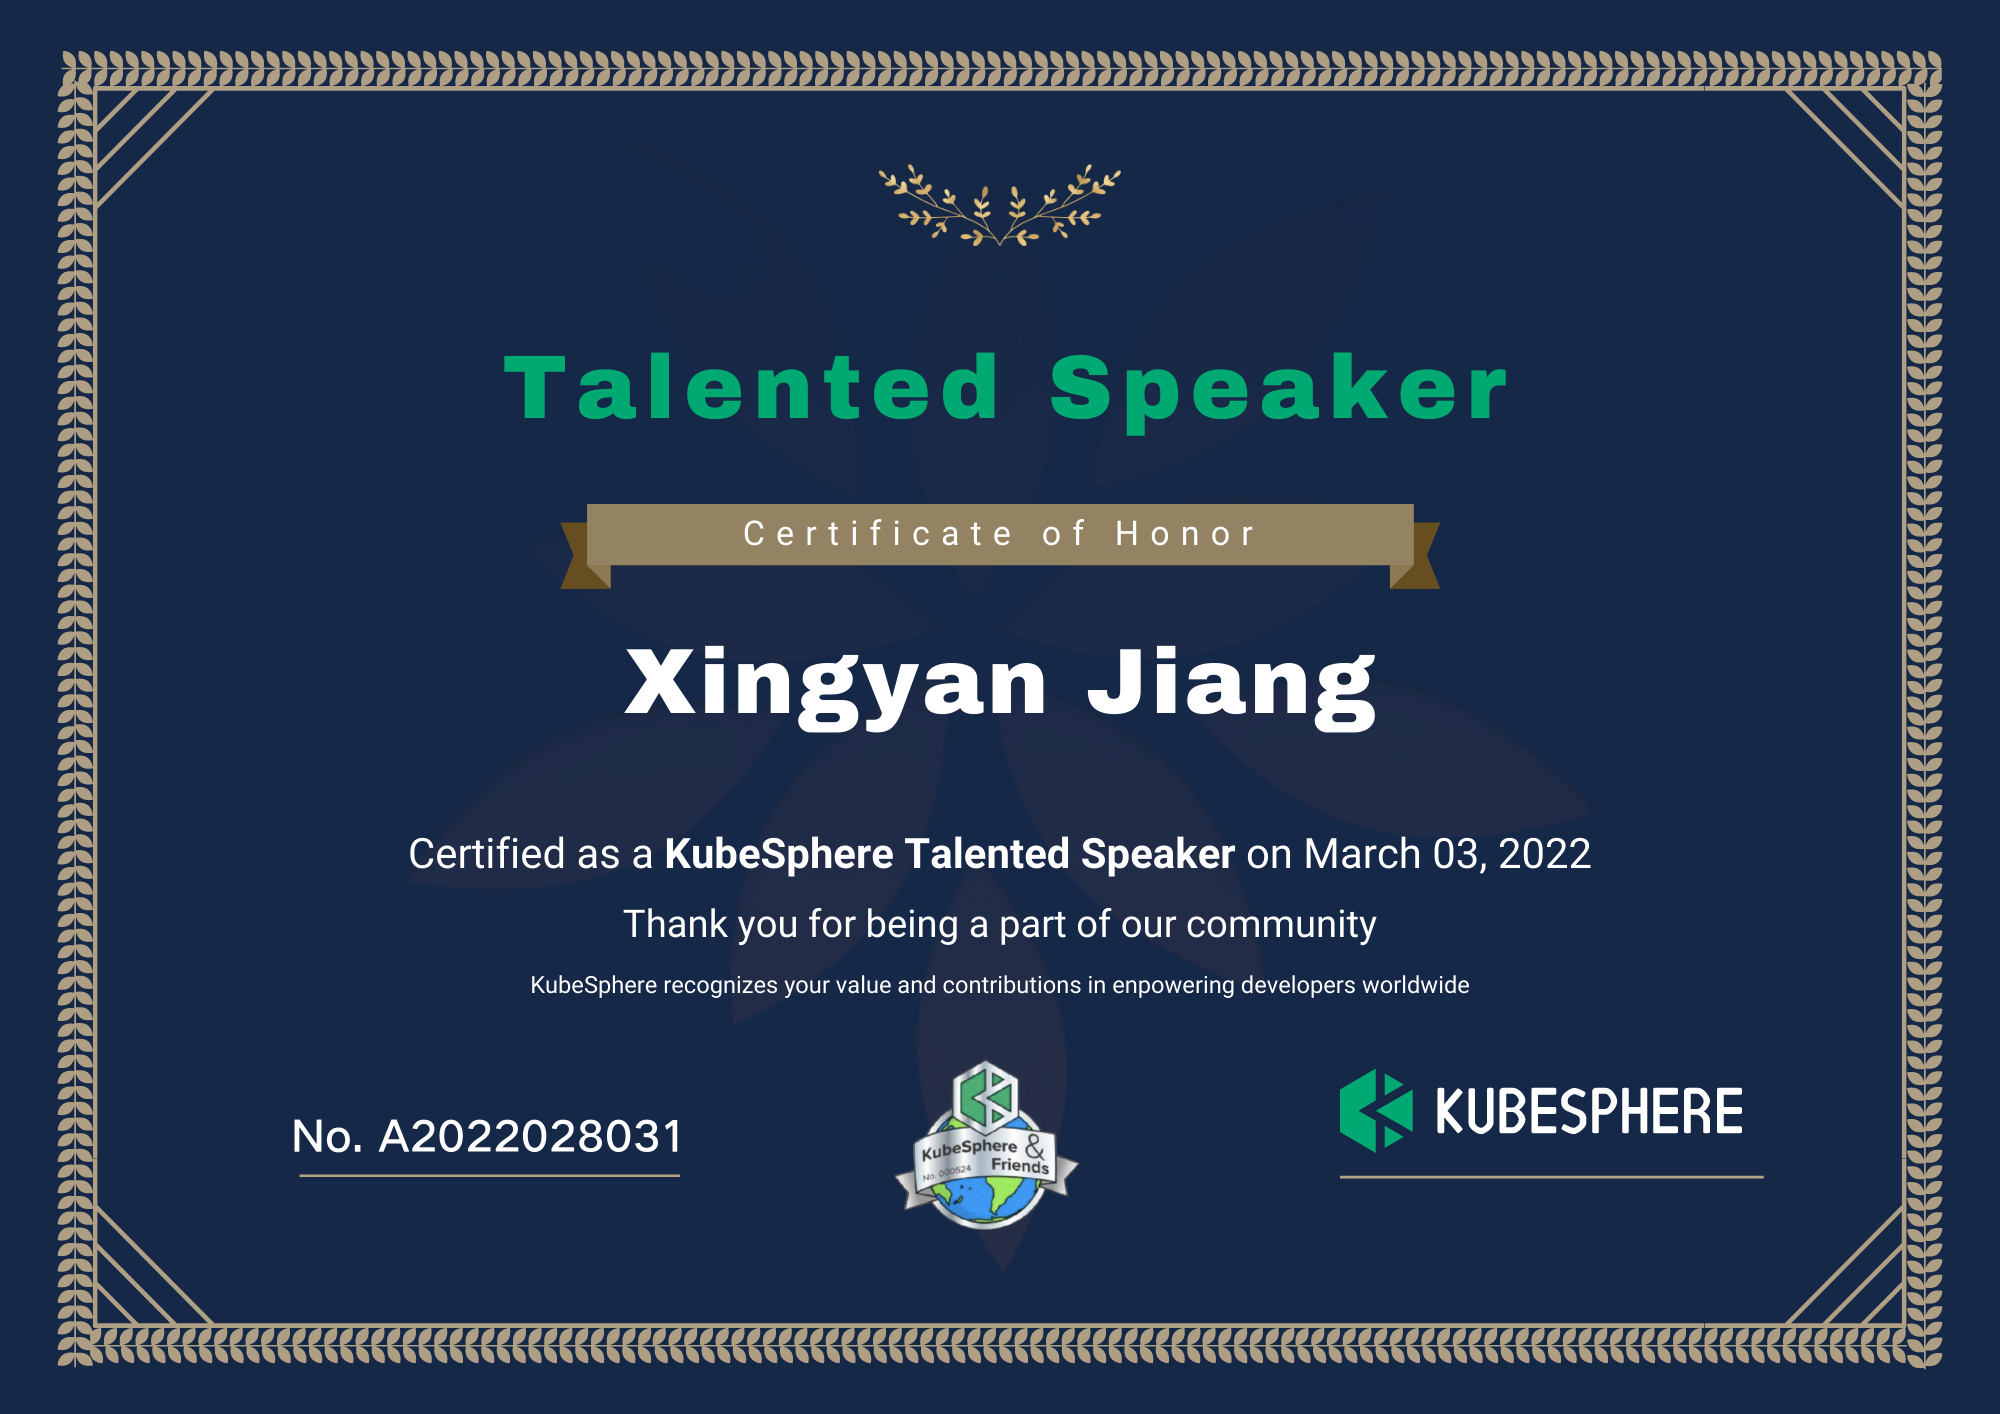 Talented Speaker
Certificate of Honor
Xingyan Jiang
Certified as a KubeSphere Talented Speaker on March 03, 2022
Thank you for being a part of our community
KubeSphere recognizes your value and contributions in enpowering developers worldwide
No. A2022028031
KubeSphere &
Friends
No. 000524
KUBESPHERE